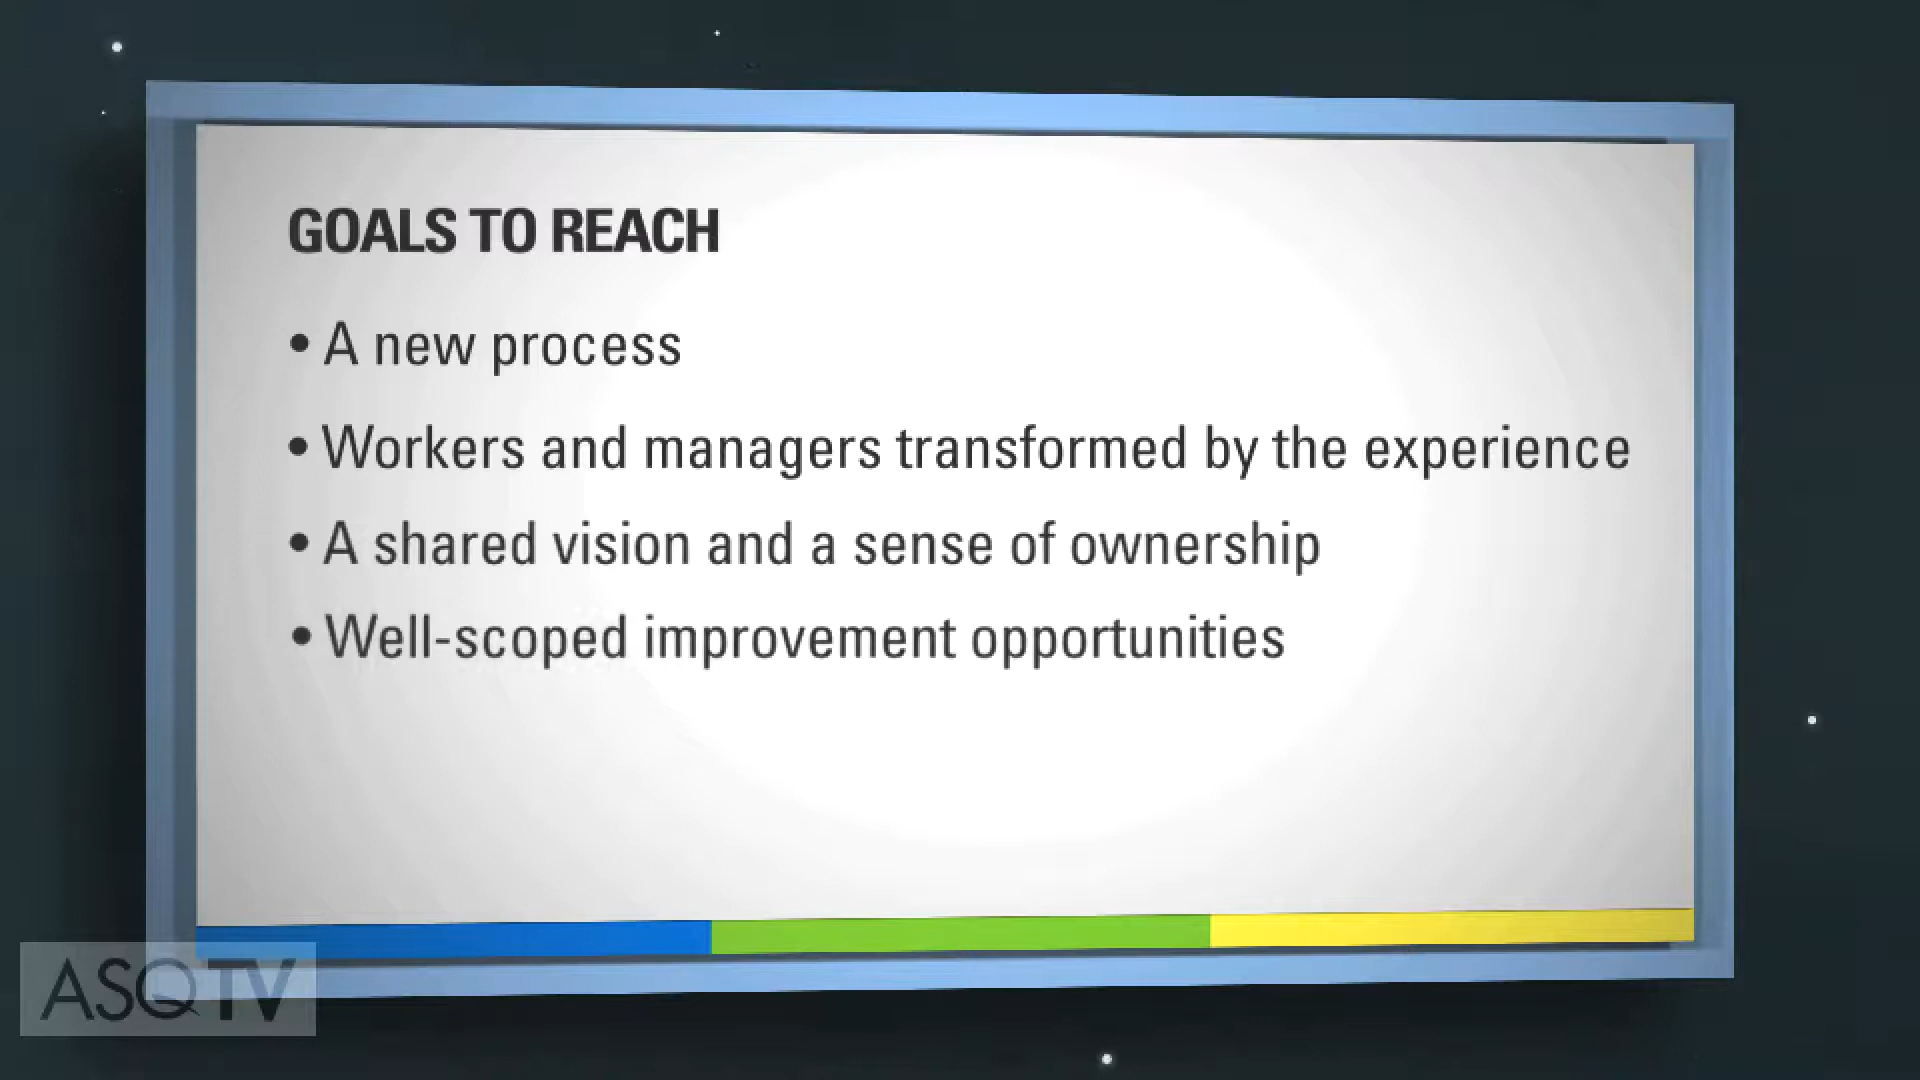 GOALS TO REACH
• A new process
• Workers and managers transformed by the experience
• A shared vision and a sense of ownership
• Well-scoped improvement opportunities
ASQTV